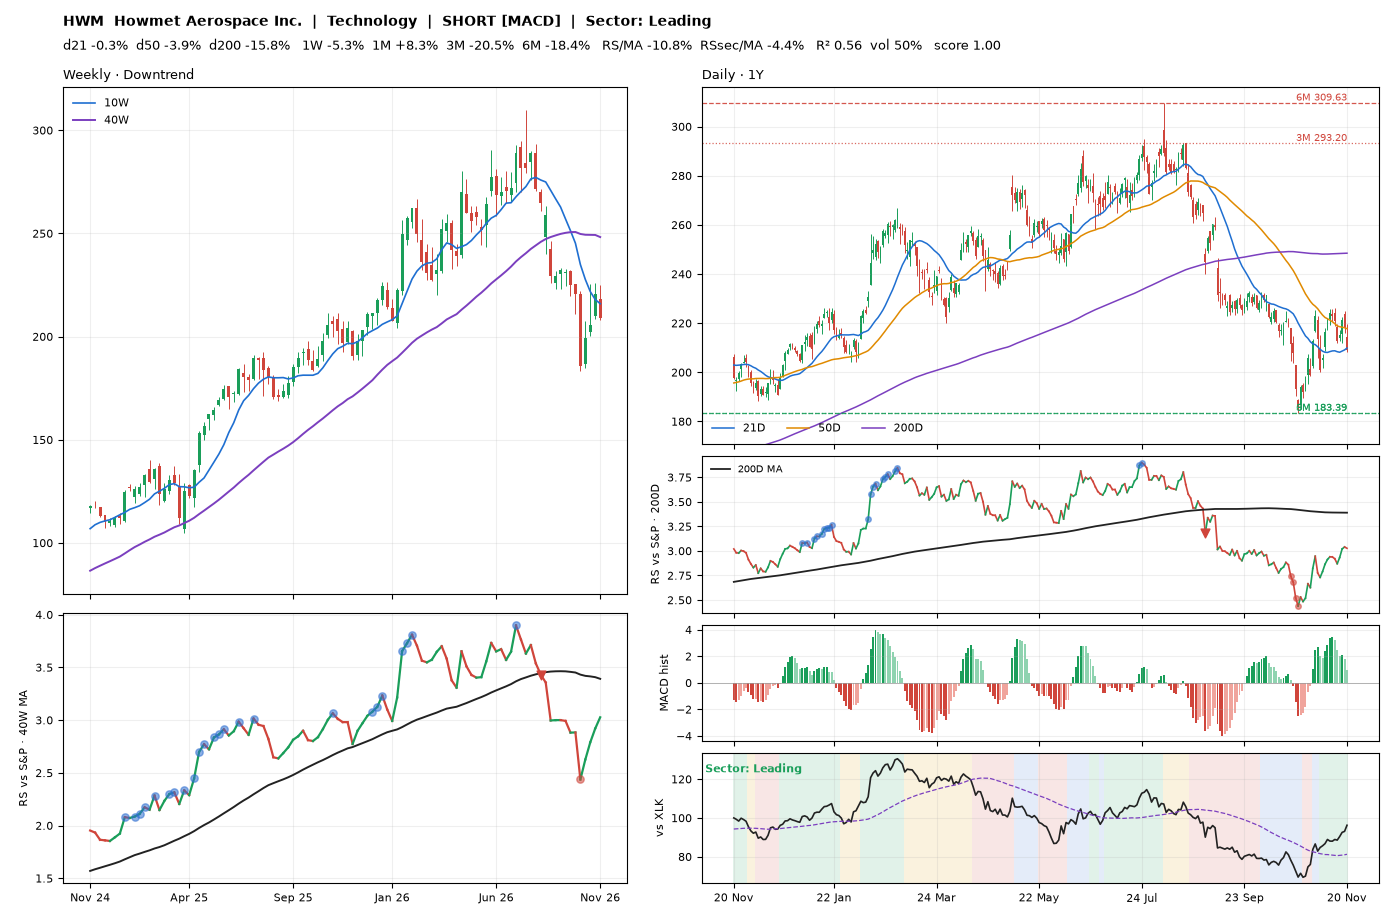 HWM  Howmet Aerospace Inc.  |  Technology  |  SHORT [MACD]  |  Sector: Leading
d21 -0.3%  d50 -3.9%  d200 -15.8%   1W -5.3%  1M +8.3%  3M -20.5%  6M -18.4%   RS/MA -10.8%  RSsec/MA -4.4%   R² 0.56  vol 50%   score 1.00
Weekly · Downtrend
10W
40W
300
250
200
150
100
RS vs S&P · 40W MA
4.0
3.5
3.0
2.5
2.0
1.5
Nov 24
Apr 25
Sep 25
Jan 26
Jun 26
Nov 26
Daily · 1Y
6M 309.63
3M 293.20
6M 183.39
300
280
260
240
220
200
180
21D
50D
200D
RS vs S&P · 200D
200D MA
3.75
3.50
3.25
3.00
2.75
2.50
MACD hist
4
2
0
−2
−4
Sector: Leading
vs XLK
120
100
80
20 Nov
22 Jan
24 Mar
22 May
24 Jul
23 Sep
20 Nov